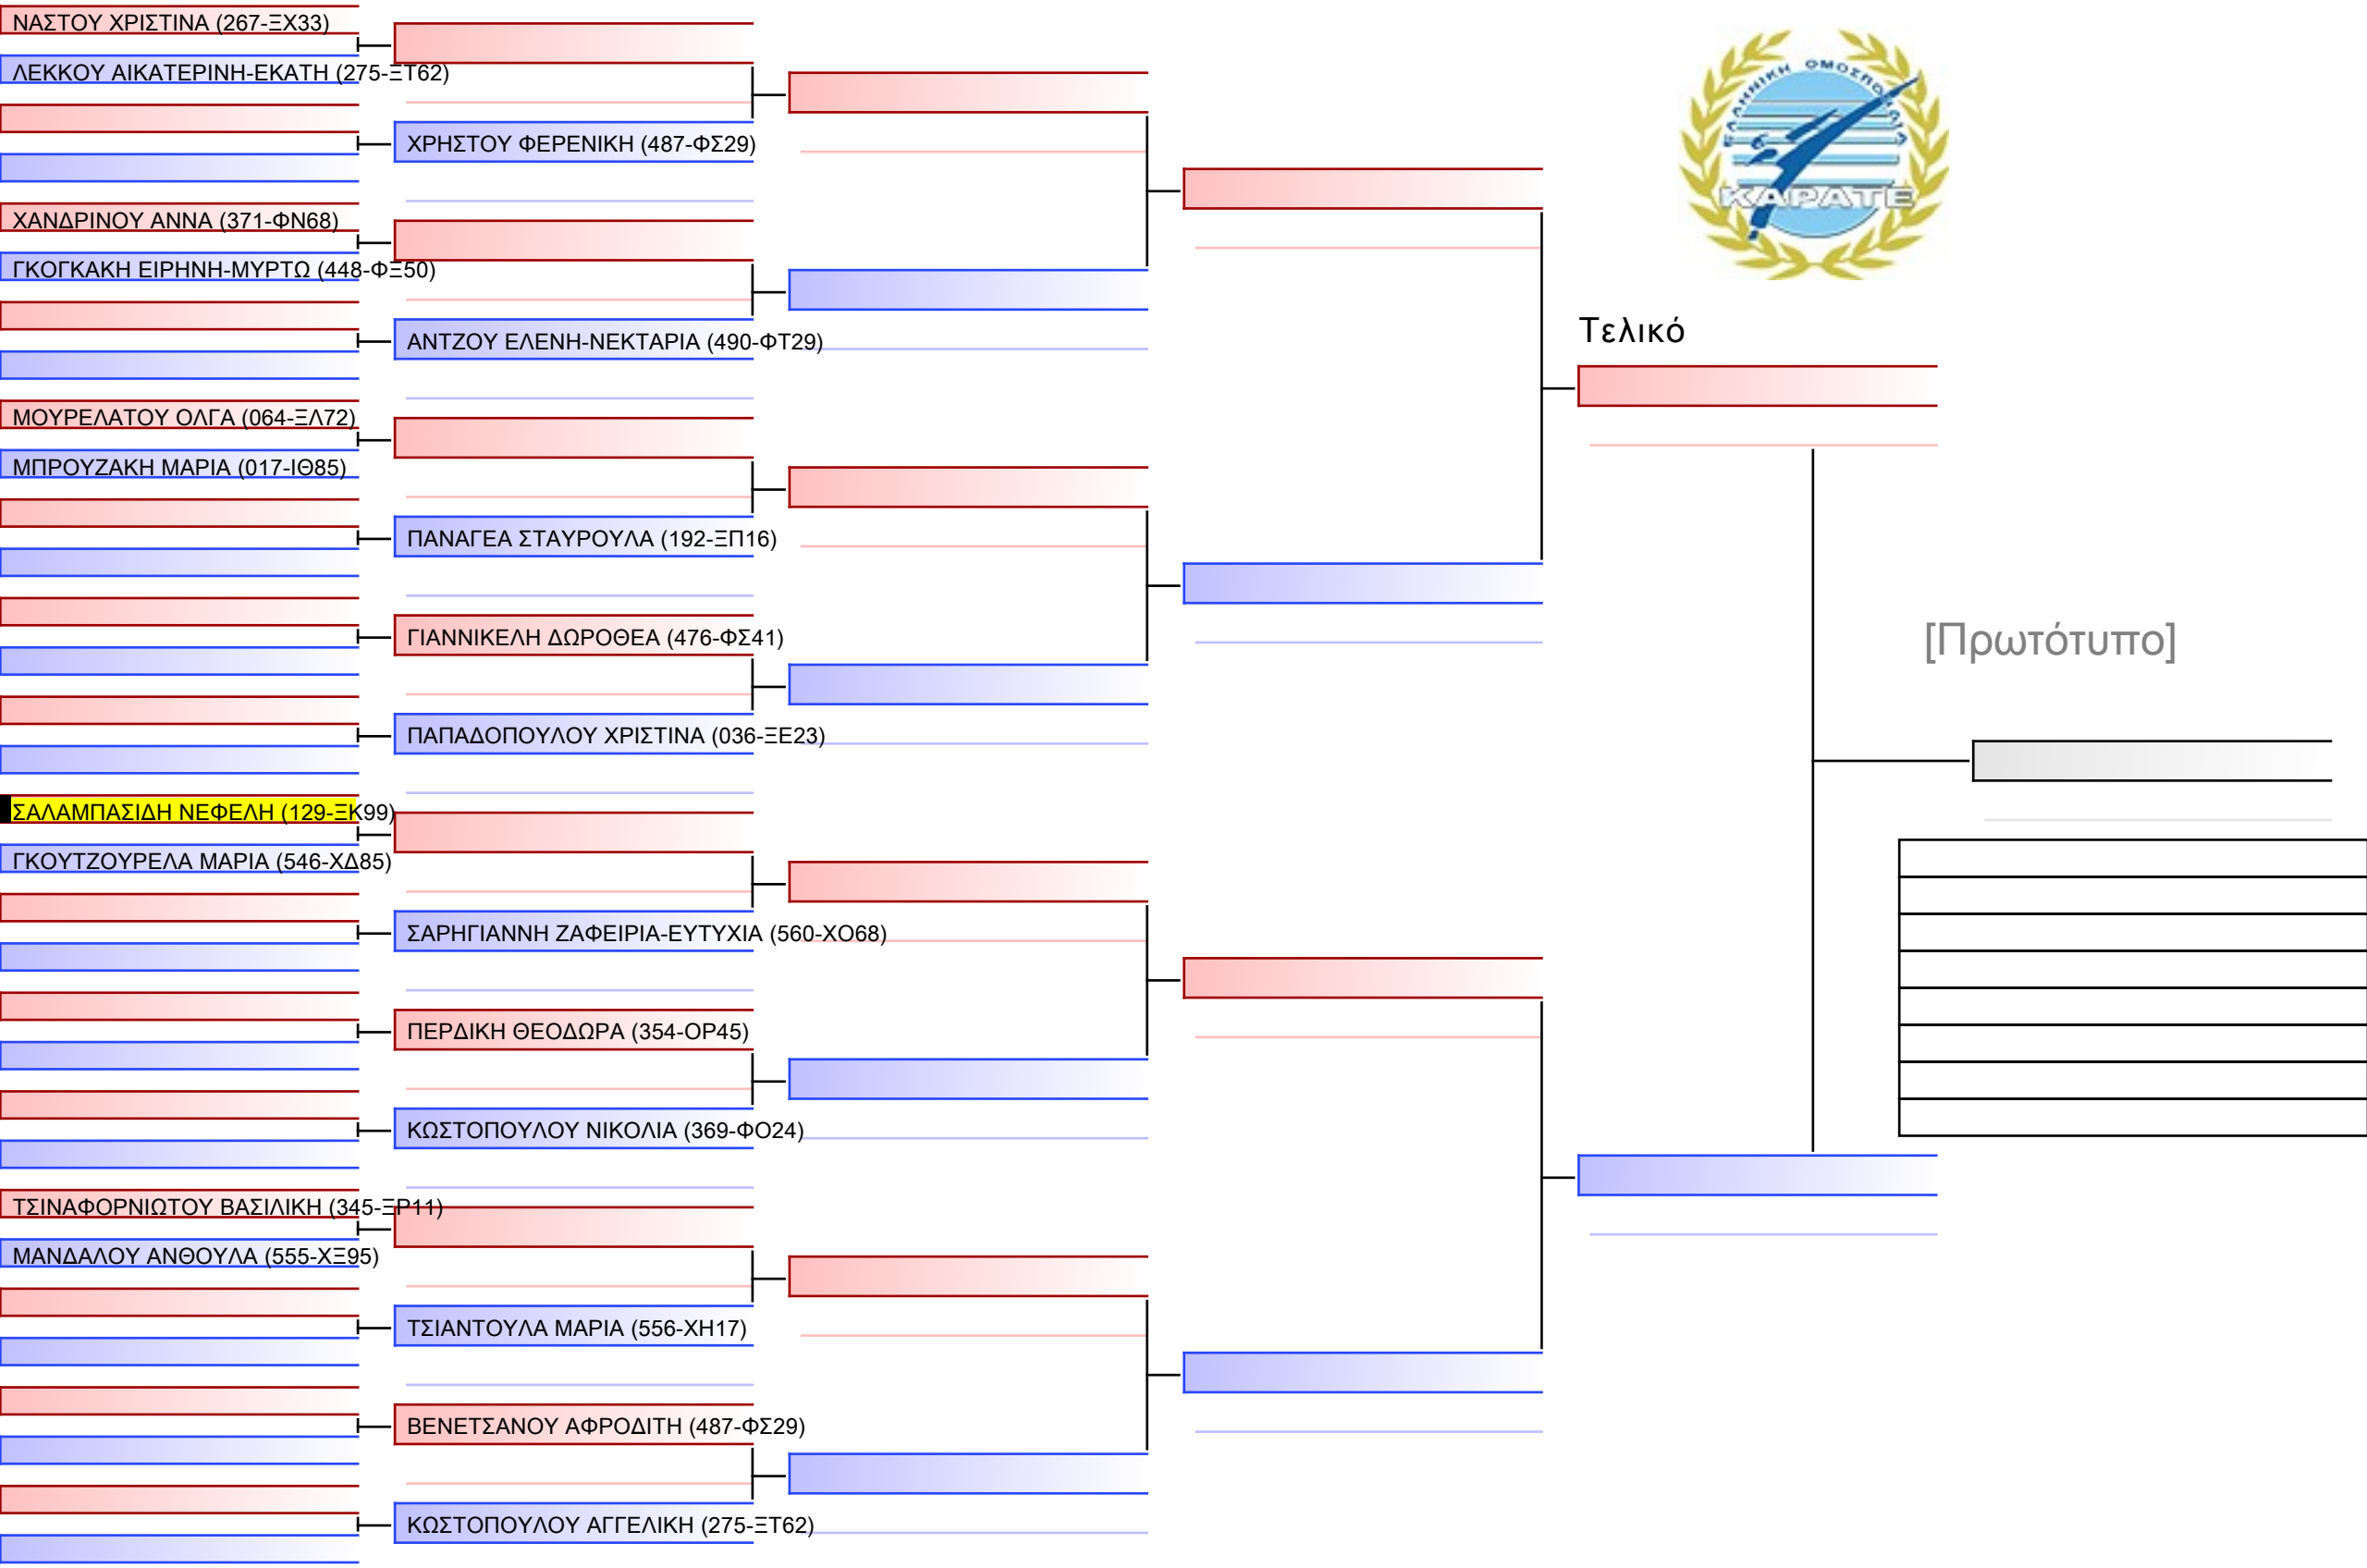 ΝΑΣΤΟΥ ΧΡΙΣΤΙΝΑ (267-ΞΧ33)
ΛΕΚΚΟΥ ΑΙΚΑΤΕΡΙΝΗ-ΕΚΑΤΗ (275-ΞΤ62)
ΧΡΗΣΤΟΥ ΦΕΡΕΝΙΚΗ (487-ΦΣ29)
ΧΑΝΔΡΙΝΟΥ ΑΝΝΑ (371-ΦΝ68)
ΓΚΟΓΚΑΚΗ ΕΙΡΗΝΗ-ΜΥΡΤΩ (448-ΦΞ50)
ΑΝΤΖΟΥ ΕΛΕΝΗ-ΝΕΚΤΑΡΙΑ (490-ΦΤ29)
ΜΟΥΡΕΛΑΤΟΥ ΟΛΓΑ (064-ΞΛ72)
ΜΠΡΟΥΖΑΚΗ ΜΑΡΙΑ (017-ΙΘ85)
ΠΑΝΑΓΕΑ ΣΤΑΥΡΟΥΛΑ (192-ΞΠ16)
ΓΙΑΝΝΙΚΕΛΗ ΔΩΡΟΘΕΑ (476-ΦΣ41)
ΠΑΠΑΔΟΠΟΥΛΟΥ ΧΡΙΣΤΙΝΑ (036-ΞΕ23)
ΣΑΛΑΜΠΑΣΙΔΗ ΝΕΦΕΛΗ (129-ΞΚ99)
ΓΚΟΥΤΖΟΥΡΕΛΑ ΜΑΡΙΑ (546-ΧΔ85)
ΣΑΡΗΓΙΑΝΝΗ ΖΑΦΕΙΡΙΑ-ΕΥΤΥΧΙΑ (560-ΧΟ68)
ΠΕΡΔΙΚΗ ΘΕΟΔΩΡΑ (354-ΟΡ45)
ΚΩΣΤΟΠΟΥΛΟΥ ΝΙΚΟΛΙΑ (369-ΦΟ24)
ΤΣΙΝΑΦΟΡΝΙΩΤΟΥ ΒΑΣΙΛΙΚΗ (345-ΞΡ11)
ΜΑΝΔΑΛΟΥ ΑΝΘΟΥΛΑ (555-ΧΞ95)
ΤΣΙΑΝΤΟΥΛΑ ΜΑΡΙΑ (556-ΧΗ17)
ΒΕΝΕΤΣΑΝΟΥ ΑΦΡΟΔΙΤΗ (487-ΦΣ29)
ΚΩΣΤΟΠΟΥΛΟΥ ΑΓΓΕΛΙΚΗ (275-ΞΤ62)
ΕΛΛΗΝΙΚΗ ΟΜΟΣΠΟΝΔΙΑ
ΚΑΡΑΤΕ
Τελικό
[Πρωτότυπο]